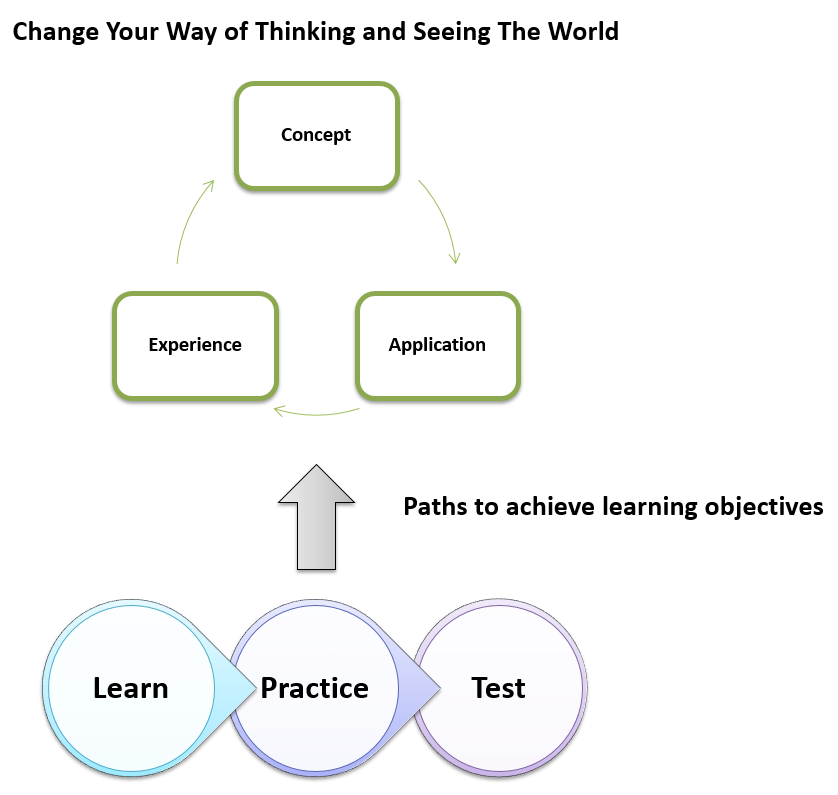 Change Your Way of Thinking and Seeing The World
Concept
Experience
Application
Paths to achieve learning objectives
Learn
Practice
Test